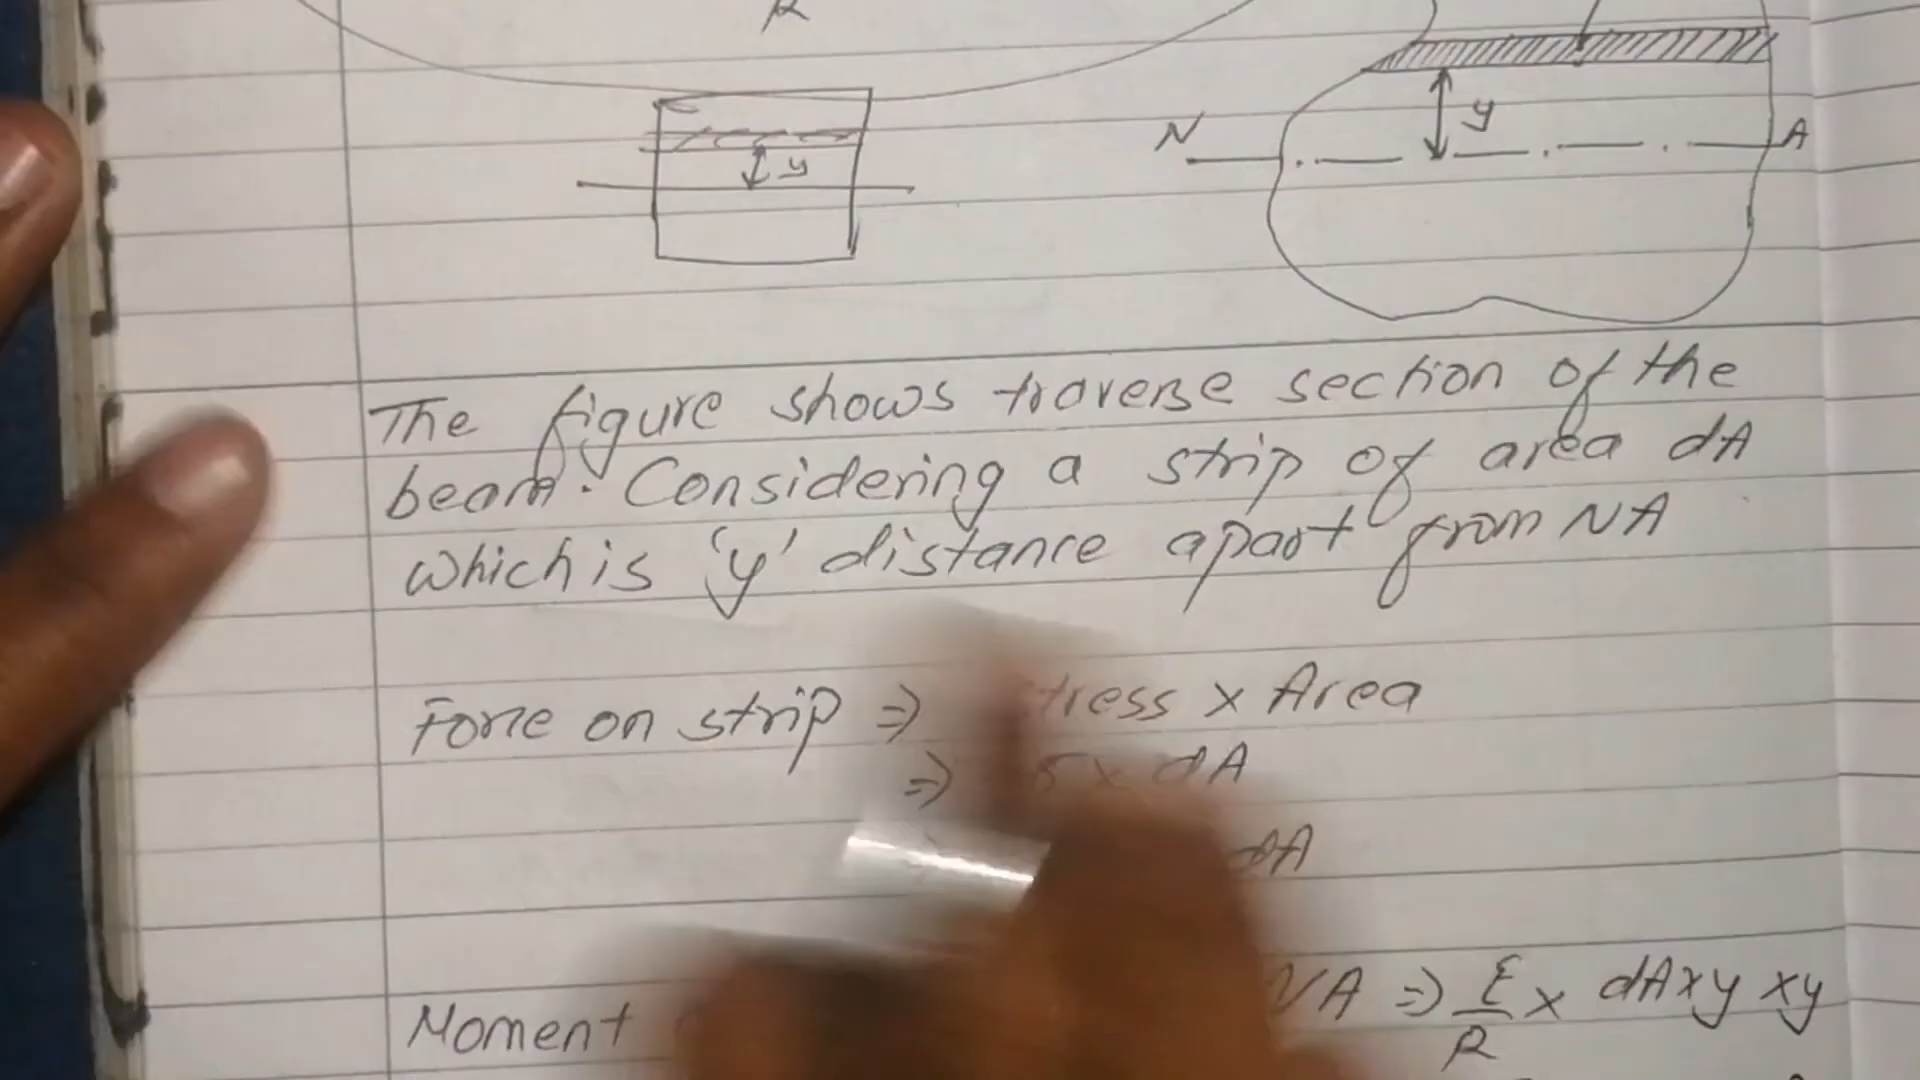 R
y
N
y
A
The figure shows traverse section of the
beam. Considering a strip of area dA
which is 'y' distance apart from NA
Force on strip ⇒ stress x Area
⇒ σ x dA
dA
Moment NA ⇒ E/R x dA x y x y